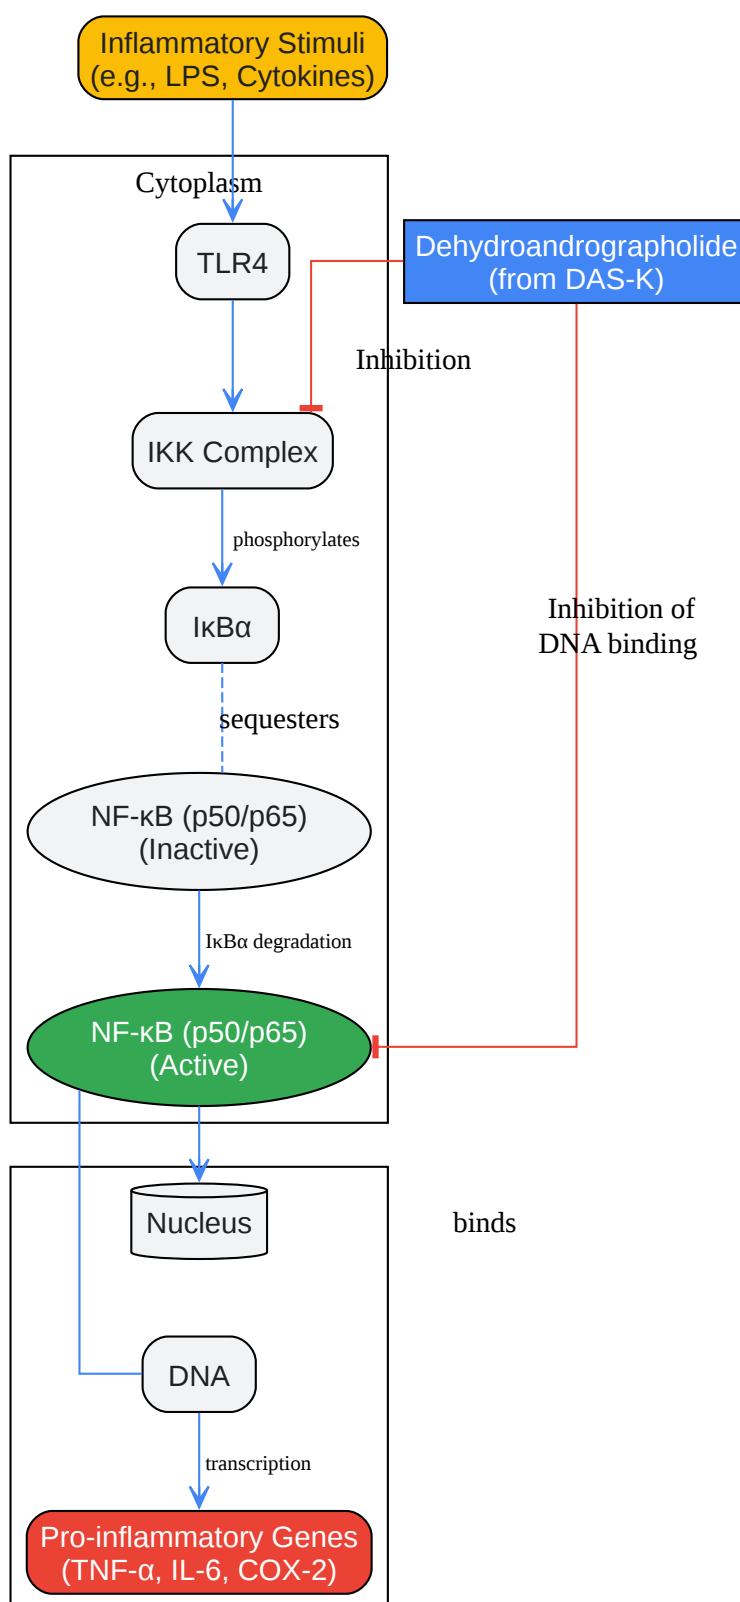 Inflammatory Stimuli
(e.g., LPS, Cytokines)
Cytoplasm
TLR4
Dehydroandrographolide
(from DAS-K)
Inhibition
IKK Complex
phosphorylates
IκBα
Inhibition of
DNA binding
sequesters
NF-κB (p50/p65)
(Inactive)
IκBα degradation
NF-κB (p50/p65)
(Active)
Nucleus
binds
DNA
transcription
Pro-inflammatory Genes
(TNF-α, IL-6, COX-2)